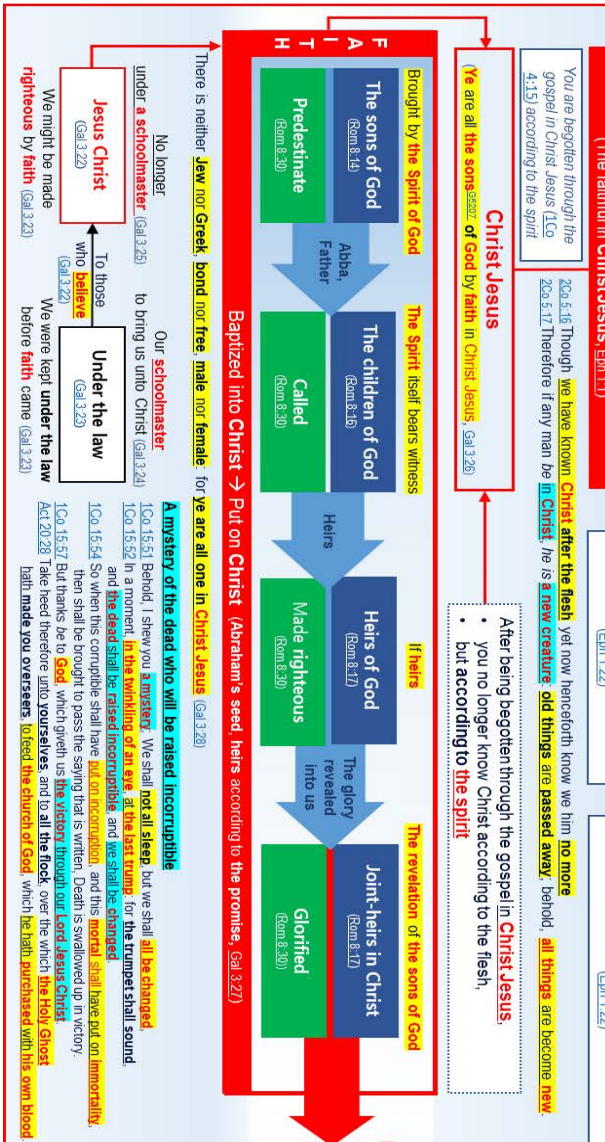 (The faithful in Christ Jesus, Eph 1:1)
(Eph 1:22)
(Eph 1:22)
You are begotten through the
gospel in Christ Jesus (1Co
4:15) according to the spirit
2Co 5:16 Though we have known Christ after the flesh yet now henceforth know we him no more
2Co 5:17 Therefore if any man be in Christ, he is a new creature: old things are passed away; behold, all things are become new.
Christ Jesus
(Ye are all the sonsG5207 of God by faith in Christ Jesus, Gal 3:26)
After being begotten through the gospel in Christ Jesus,
• you no longer know Christ according to the flesh,
• but according to the spirit
FAITH
Brought by the Spirit of God
The Spirit itself bears witness
If heirs
The revelation of the sons of God
The sons of God
(Rom 8:14)
Predestinate
(Rom 8:30)
Abba,
Father
The children of God
(Rom 8:16)
Called
(Rom 8:30)
Heirs
Heirs of God
(Rom 8:17)
Made righteous
(Rom 8:30)
The glory
revealed
into us
Joint-heirs in Christ
(Rom 8:17)
Glorified
(Rom 8:30))
Baptized into Christ → Put on Christ (Abraham's seed, heirs according to the promise, Gal 3:27)
There is neither Jew nor Greek, bond nor free, male nor female: for ye are all one in Christ Jesus (Gal 3:28)
No longer
under a schoolmaster (Gal 3:25)
Our schoolmaster
to bring us unto Christ (Gal 3:24)
Jesus Christ
(Gal 3:22)
To those
who believe
(Gal 3:22)
Under the law
(Gal 3:23)
We might be made
righteous by faith (Gal 3:23)
We were kept under the law
before faith came (Gal 3:23)
A mystery of the dead who will be raised incorruptible
1Co 15:51 Behold, I shew you a mystery; We shall not all sleep, but we shall all be changed,
1Co 15:52 In a moment, in the twinkling of an eye, at the last trump: for the trumpet shall sound,
and the dead shall be raised incorruptible, and we shall be changed
1Co 15:54 So when this corruptible shall have put on incorruption, and this mortal shall have put on immortality,
then shall be brought to pass the saying that is written, Death is swallowed up in victory.
1Co 15:57 But thanks be to God, which giveth us the victory through our Lord Jesus Christ
Act 20:28 Take heed therefore unto yourselves, and to all the flock, over the which the Holy Ghost
hath made you overseers, to feed the church of God, which he hath purchased with his own blood.